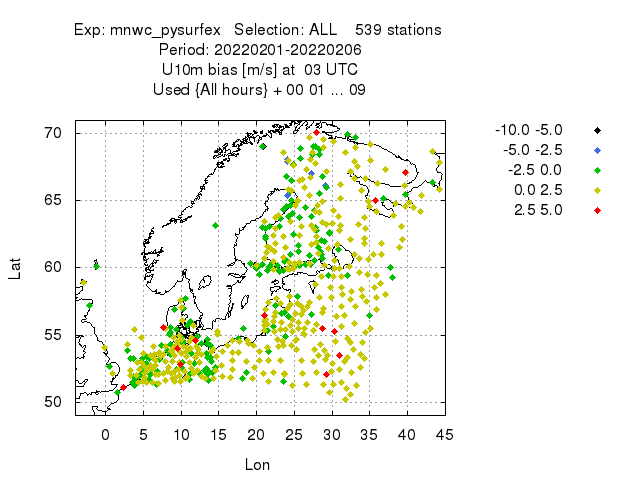 Exp: mnwc_pysurfex   Selection: ALL    539 stations
Period: 20220201-20220206
U10m bias [m/s] at  03 UTC
Used {All hours} + 00 01 ... 09
-10.0 -5.0
-5.0 -2.5
-2.5 0.0
0.0 2.5
2.5 5.0
70
65
60
55
50
Lat
0 5 10 15 20 25 30 35 40 45
Lon